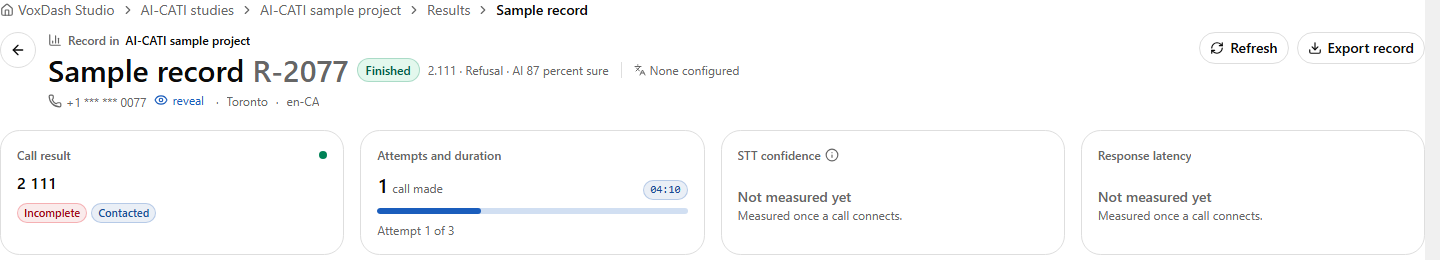 VoxDash Studio > AI-CATI studies > AI-CATI sample project > Results > Sample record
Record in AI-CATI sample project
Refresh
Export record
Sample record R-2077 Finished 2.111 · Refusal · AI 87 percent sure None configured
+1 *** *** 0077 reveal · Toronto · en-CA
Call result
2 111
Incomplete Contacted
Attempts and duration
1 call made 04:10
Attempt 1 of 3
STT confidence
Not measured yet
Measured once a call connects.
Response latency
Not measured yet
Measured once a call connects.